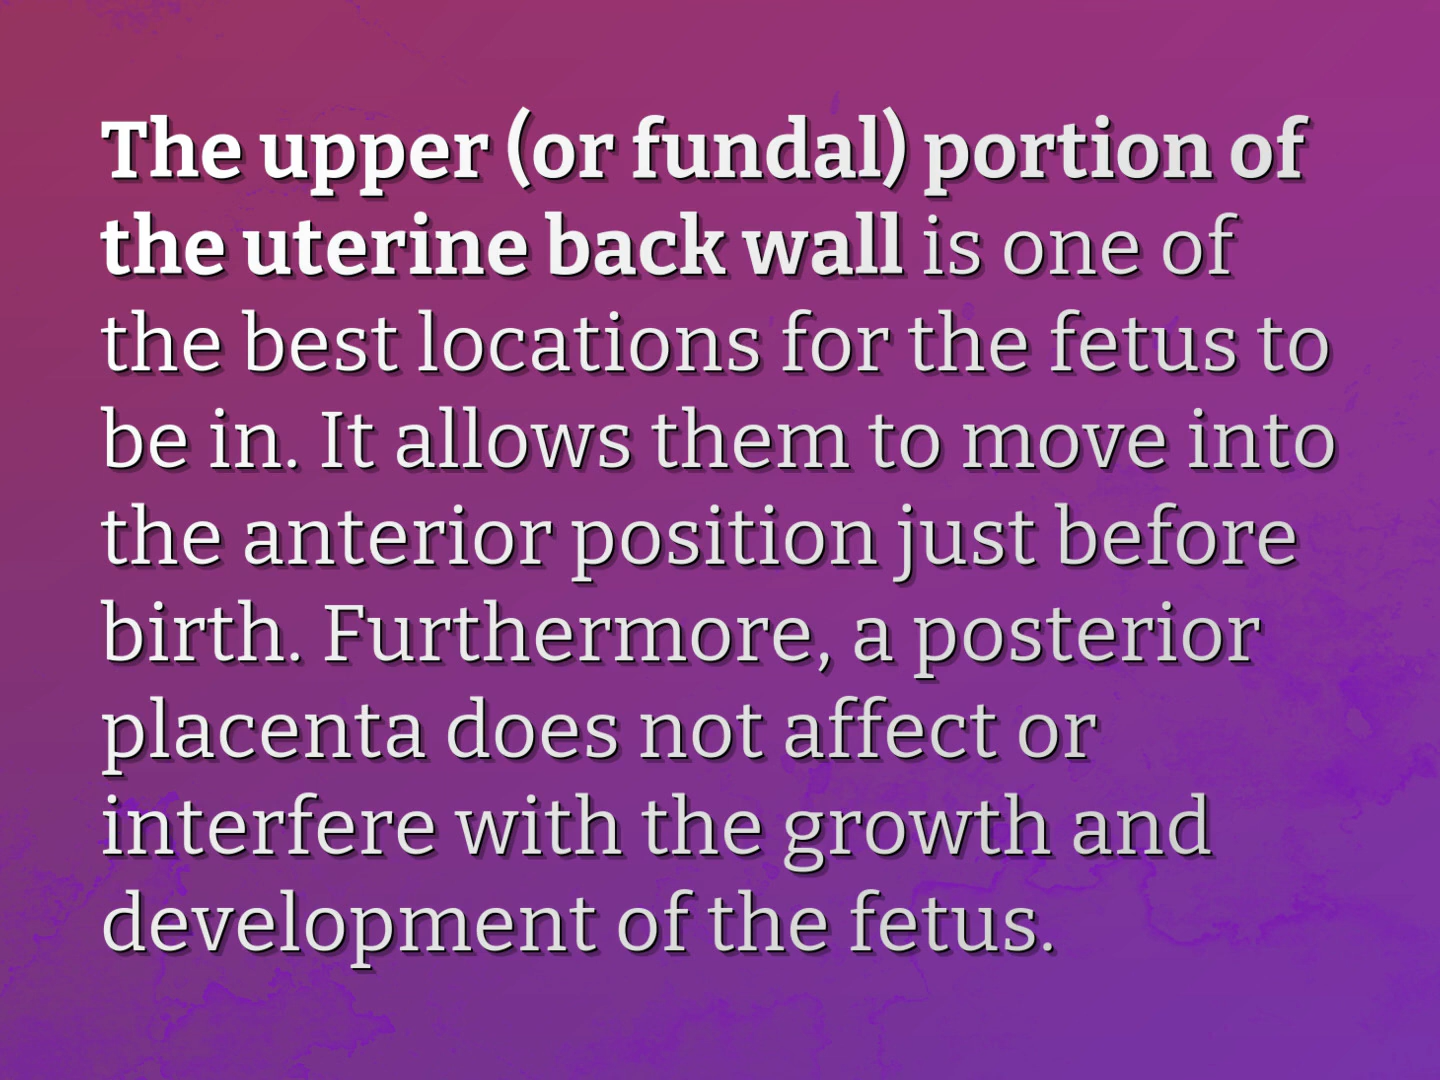 The upper (or fundal) portion of
the uterine back wall is one of
the best locations for the fetus to
be in. It allows them to move into
the anterior position just before
birth. Furthermore, a posterior
placenta does not affect or
interfere with the growth and
development of the fetus.